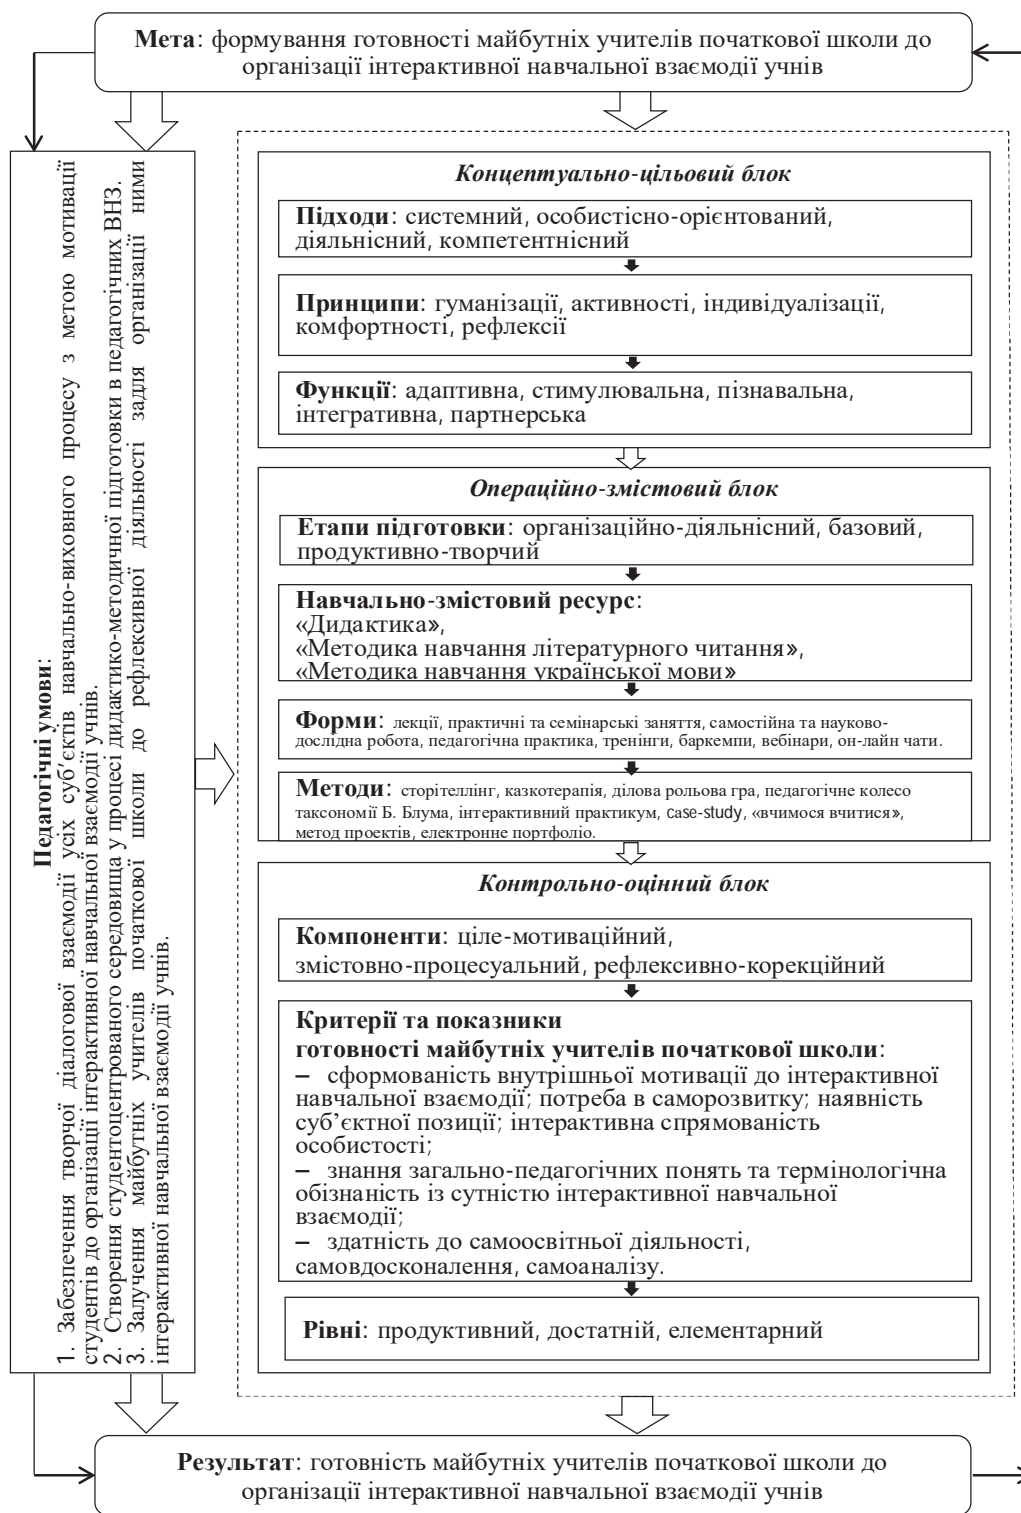 Мета: формування готовності майбутніх учителів початкової школи до
організації інтерактивної навчальної взаємодії учнів
Педагогічні умови:
1. Забезпечення творчої діалогової взаємодії усіх суб'єктів навчально-виховного процесу з метою мотивації
студентів до організації інтерактивної навчальної взаємодії учнів.
2. Створення студентоцентрованого середовища у процесі дидактико-методичної підготовки в педагогічних ВНЗ.
3. Залучення майбутніх учителів початкової школи до рефлексивної діяльності задля організації ними
інтерактивної навчальної взаємодії учнів.
Концептуально-цільовий блок
Підходи: системний, особистісно-орієнтований,
діяльнісний, компетентнісний
Принципи: гуманізації, активності, індивідуалізації,
комфортності, рефлексії
Функції: адаптивна, стимулювальна, пізнавальна,
інтегративна, партнерська
Операційно-змістовий блок
Етапи підготовки: організаційно-діяльнісний, базовий,
продуктивно-творчий
Навчально-змістовий ресурс:
«Дидактика»,
«Методика навчання літературного читання»,
«Методика навчання української мови»
Форми: лекції, практичні та семінарські заняття, самостійна та науково-
дослідна робота, педагогічна практика, тренінги, баркемпи, вебінари, он-лайн чати.
Методи: сторітеллінг, казкотерапія, ділова рольова гра, педагогічне колесо
таксономії Б. Блума, інтерактивний практикум, case-study, «вчимося вчитися»,
метод проектів, електронне портфоліо.
Контрольно-оцінний блок
Компоненти: ціле-мотиваційний,
змістовно-процесуальний, рефлексивно-корекційний
Критерії та показники
готовності майбутніх учителів початкової школи:
– сформованість внутрішньої мотивації до інтерактивної
навчальної взаємодії; потреба в саморозвитку; наявність
суб’єктної позиції; інтерактивна спрямованість
особистості;
– знання загально-педагогічних понять та термінологічна
обізнаність із сутністю інтерактивної навчальної
взаємодії;
– здатність до самоосвітньої діяльності,
самовдосконалення, самоаналізу.
Рівні: продуктивний, достатній, елементарний
Результат: готовність майбутніх учителів початкової школи до
організації інтерактивної навчальної взаємодії учнів